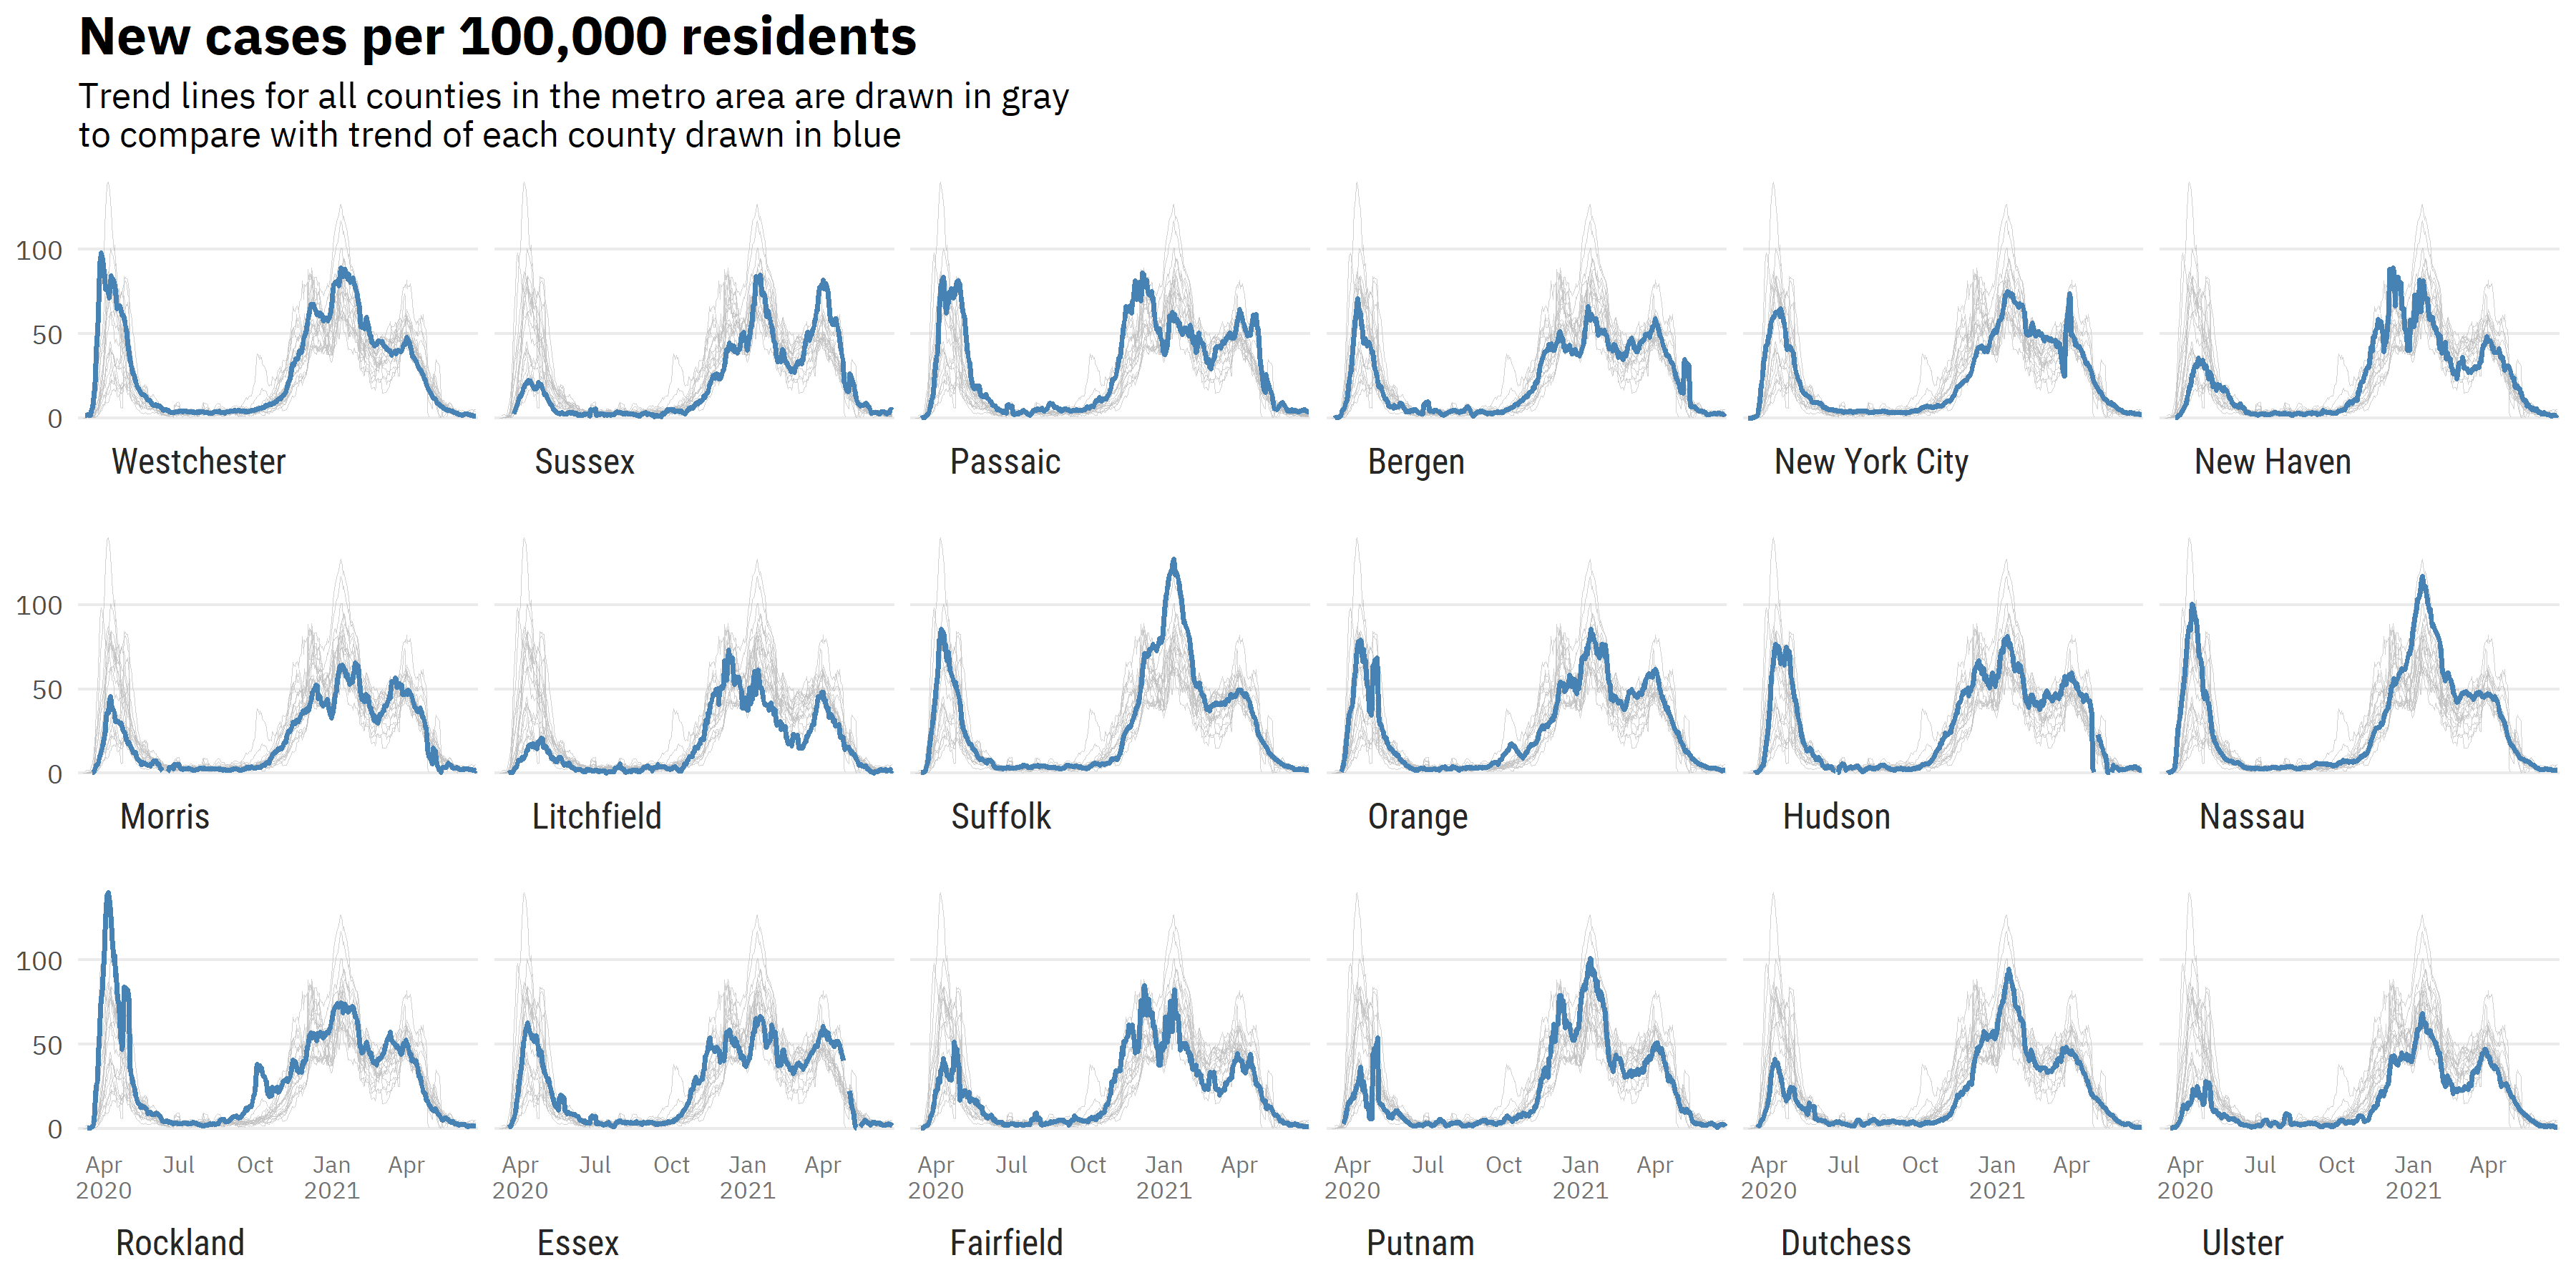 New cases per 100,000 residents
Trend lines for all counties in the metro area are drawn in gray
to compare with trend of each county drawn in blue
100
50
0
Westchester Sussex Passaic Bergen New York City New Haven
100
50
0
Morris Litchfield Suffolk Orange Hudson Nassau
100
50
0
Apr Jul Oct Jan Apr Apr Jul Oct Jan Apr Apr Jul Oct Jan Apr Apr Jul Oct Jan Apr Apr Jul Oct Jan Apr Apr Jul Oct Jan Apr
2020 2021 2020 2021 2020 2021 2020 2021 2020 2021 2020 2021
Rockland Essex Fairfield Putnam Dutchess Ulster